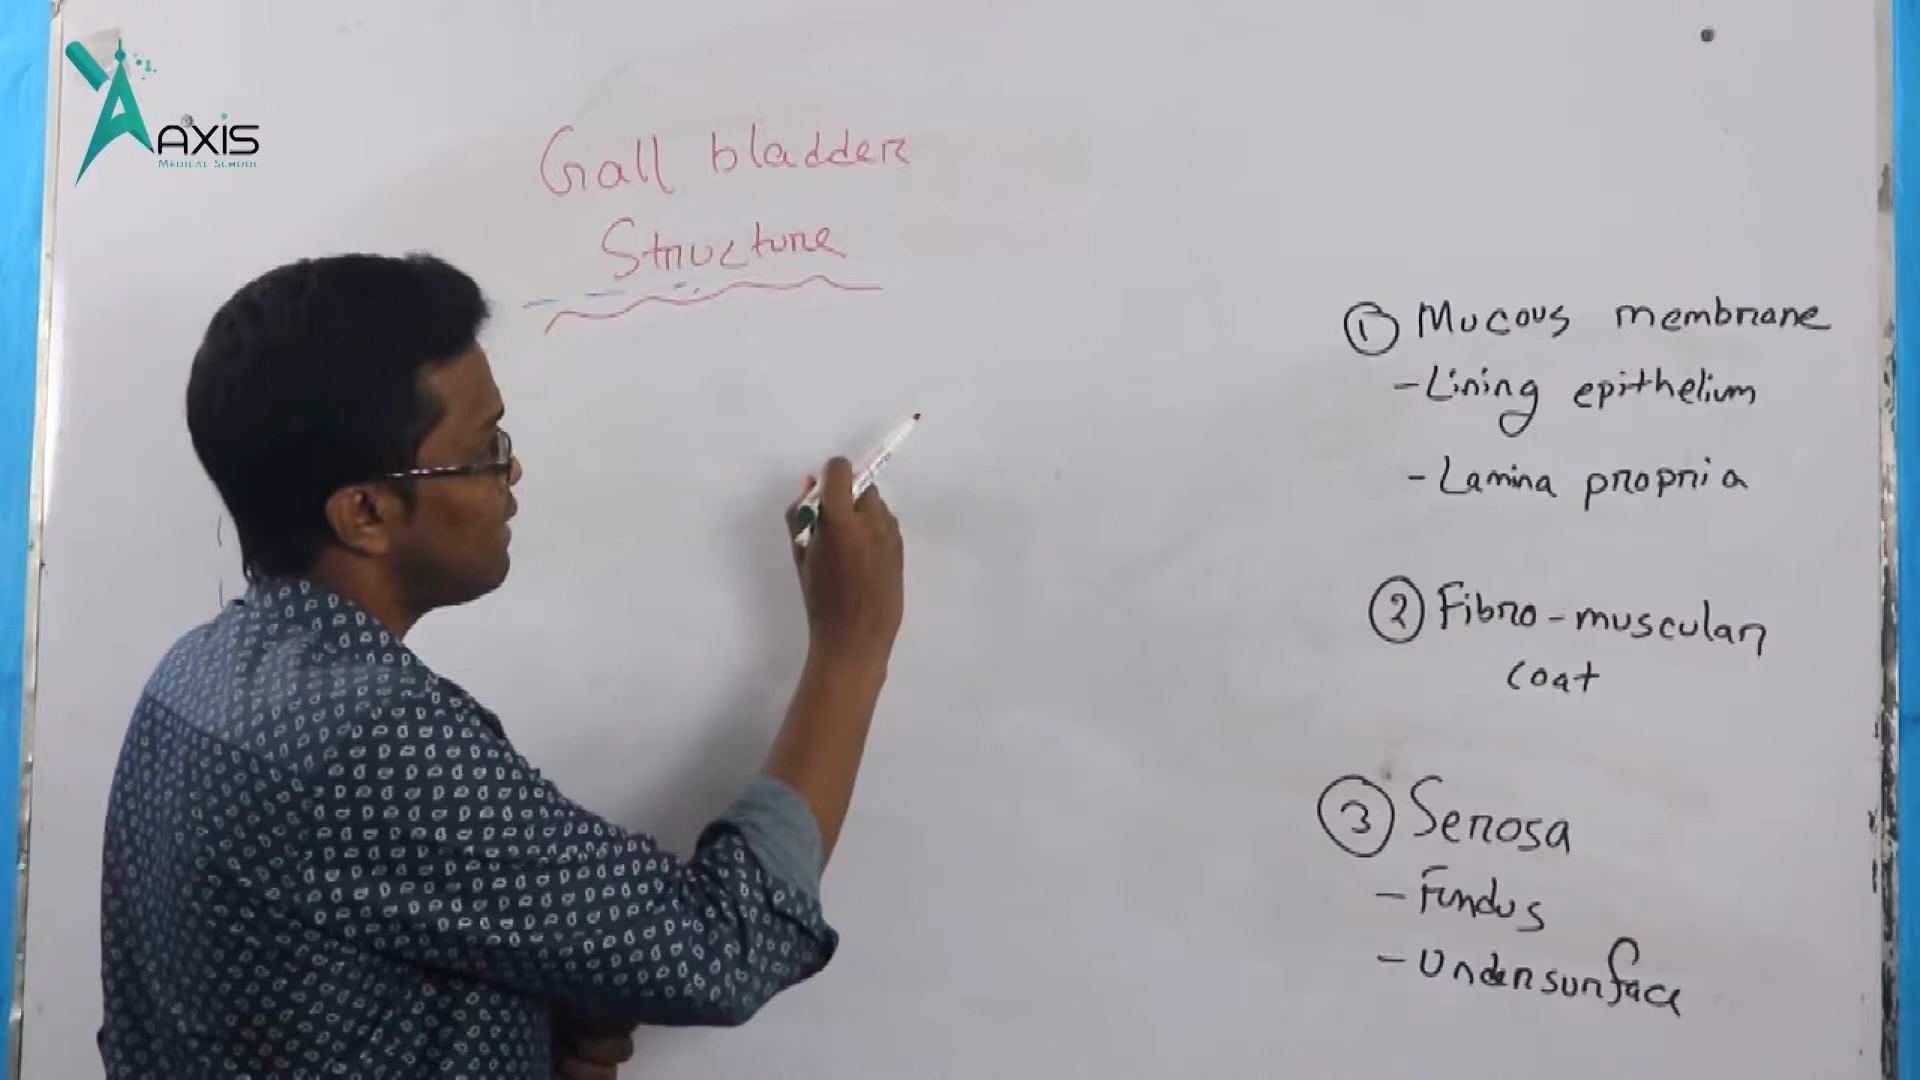 AXIS
MEDICAL SCHOOL
Gall bladder
Structure
① Mucous membrane
- Lining epithelium
- Lamina propria
② Fibro-muscular
coat
③ Serosa
- Fundus
- Undersurface